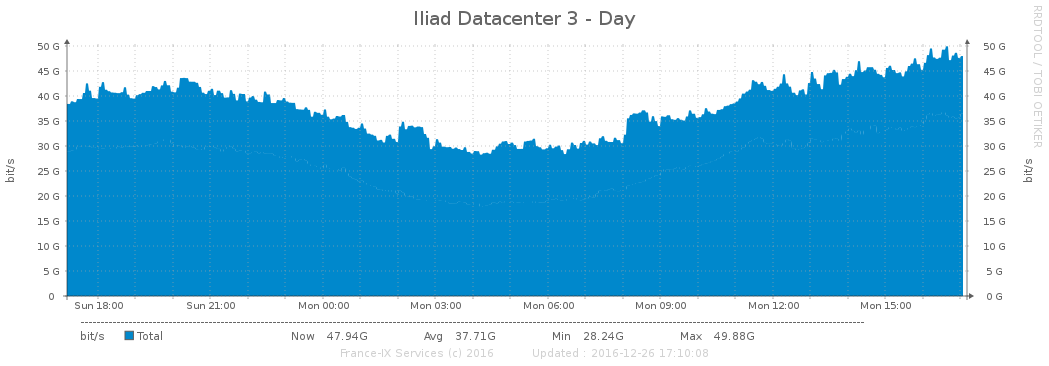 Iliad Datacenter 3 - Day
RRDTOOL / TOBI OETIKER
bit/s
bit/s
50 G 50 G
45 G 45 G
40 G 40 G
35 G 35 G
30 G 30 G
25 G 25 G
20 G 20 G
15 G 15 G
10 G 10 G
5 G 5 G
0 0 G
Sun 18:00 Sun 21:00 Mon 00:00 Mon 03:00 Mon 06:00 Mon 09:00 Mon 12:00 Mon 15:00
bit/s Total Now 47.94G Avg 37.71G Min 28.24G Max 49.88G
France-IX Services (c) 2016 Updated : 2016-12-26 17:10:08